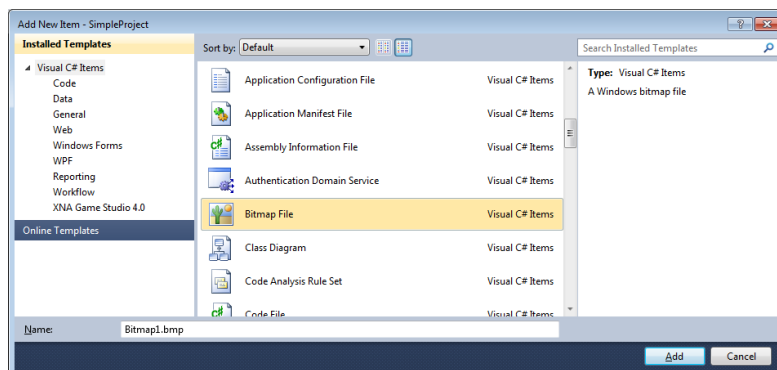 Add New Item - SimpleProject
Installed Templates
Sort by: Default
Search Installed Templates
Visual C# Items
Code
Data
General
Web
Windows Forms
WPF
Reporting
Workflow
XNA Game Studio 4.0
Online Templates
Application Configuration File Visual C# Items
Application Manifest File Visual C# Items
Assembly Information File Visual C# Items
Authentication Domain Service Visual C# Items
Bitmap File Visual C# Items
Class Diagram Visual C# Items
Code Analysis Rule Set Visual C# Items
Code File Visual C# Items
Type: Visual C# Items
A Windows bitmap file
Name: Bitmap1.bmp
Add Cancel